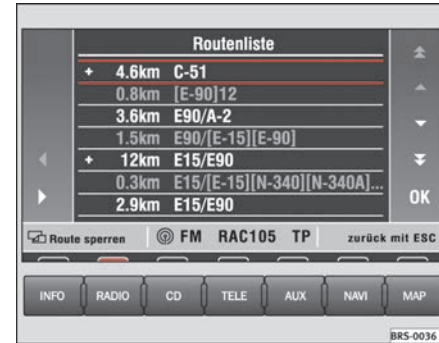 Routenliste
+ 4.6km C-51
0.8km [E-90]12
3.6km E90/A-2
1.5km E90/[E-15][E-90]
+ 12km E15/E90
0.3km E15/[E-15][N-340][N-340A]...
2.9km E15/E90
OK
Route sperren FM RAC105 TP zurück mit ESC
INFO RADIO CD TELE AUX NAVI MAP
BRS-0036